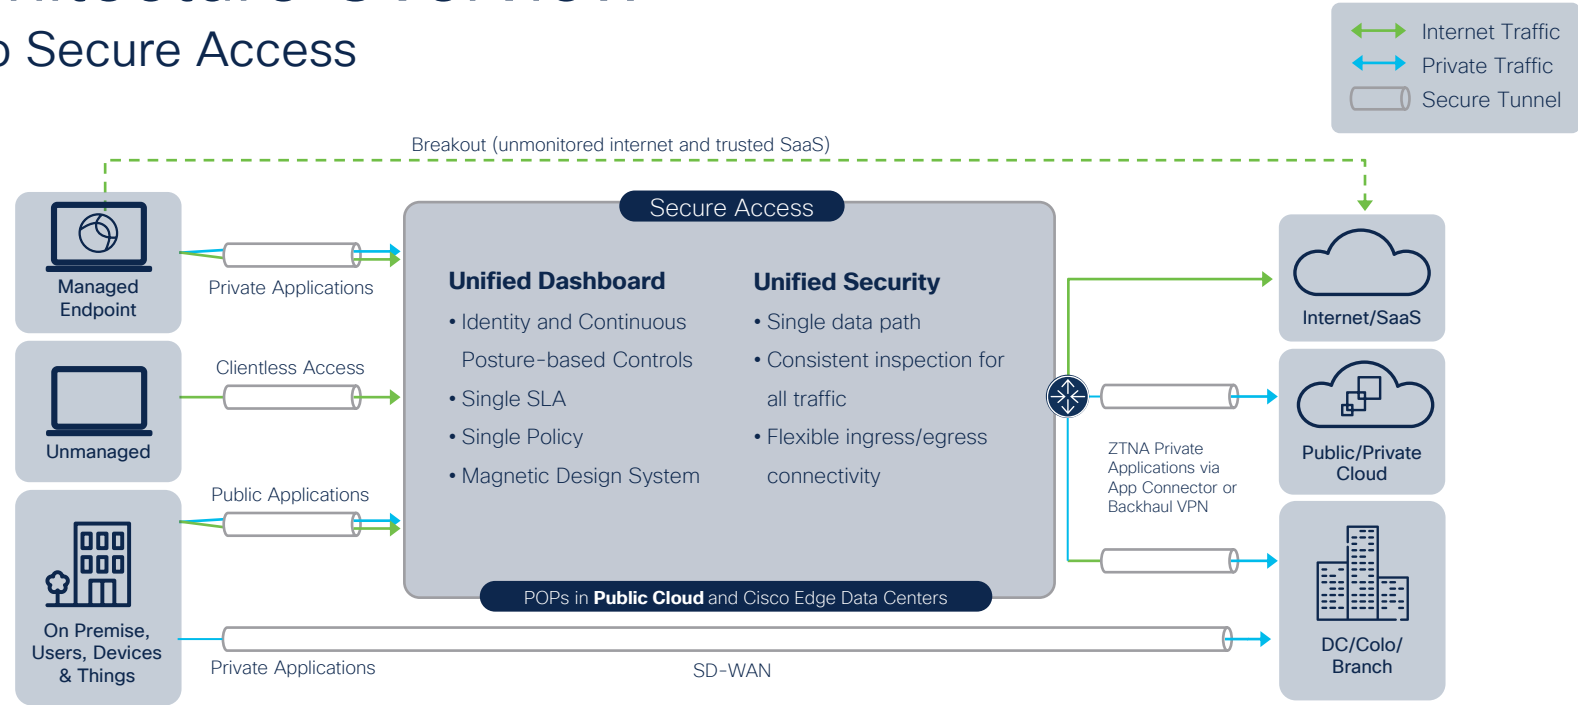 Secure Access
Internet Traffic
Private Traffic
Secure Tunnel
Breakout (unmonitored internet and trusted SaaS)
Managed
Endpoint
Private Applications
Unmanaged
Clientless Access
Public Applications
On Premise,
Users, Devices
& Things
Private Applications
SD-WAN
Secure Access
Unified Dashboard
• Identity and Continuous
Posture-based Controls
• Single SLA
• Single Policy
• Magnetic Design System
Unified Security
• Single data path
• Consistent inspection for
all traffic
• Flexible ingress/egress
connectivity
POPs in Public Cloud and Cisco Edge Data Centers
ZTNA Private
Applications via
App Connector or
Backhaul VPN
Internet/SaaS
Public/Private
Cloud
DC/Colo/
Branch